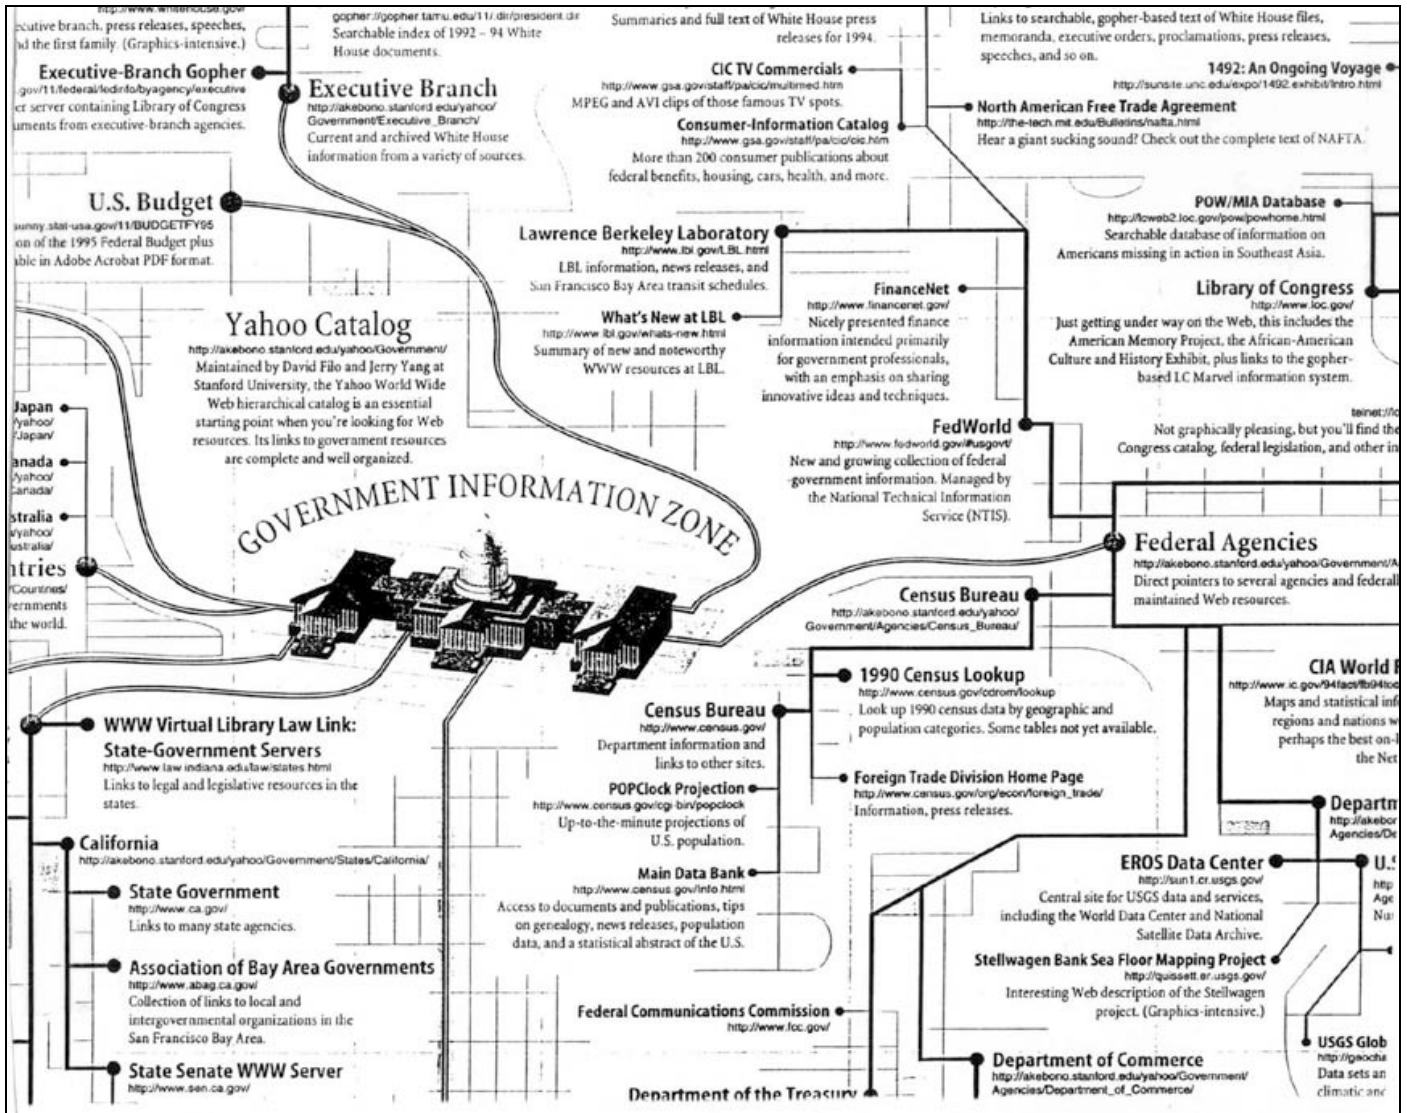 http://www.whitehouse.gov/
ecutive branch, press releases, speeches,
nd the first family. (Graphics-intensive.)
Executive-Branch Gopher
.gov/11/federal/fedinfo/byagency/executive
er server containing Library of Congress
uments from executive-branch agencies.
gopher://gopher.tamu.edu/11/.dir/president.dir
Searchable index of 1992 – 94 White
House documents.
Executive Branch
http://akebono.stanford.edu/yahoo/
Government/Executive_Branch/
Current and archived White House
information from a variety of sources.
Summaries and full text of White House press
releases for 1994.
CIC TV Commercials
http://www.gsa.gov/staff/pa/cic/multimed.htm
MPEG and AVI clips of those famous TV spots.
Consumer-Information Catalog
http://www.gsa.gov/staff/pa/cic/cic.htm
More than 200 consumer publications about
federal benefits, housing, cars, health, and more.
Links to searchable, gopher-based text of White House files,
memoranda, executive orders, proclamations, press releases,
speeches, and so on.
1492: An Ongoing Voyage
http://sunsite.unc.edu/expo/1492.exhibit/Intro.html
North American Free Trade Agreement
http://the-tech.mit.edu/Bulletins/nafta.html
Hear a giant sucking sound? Check out the complete text of NAFTA.
U.S. Budget
sunny.stat-usa.gov/11/BUDGETFY95
on of the 1995 Federal Budget plus
able in Adobe Acrobat PDF format.
Lawrence Berkeley Laboratory
http://www.lbl.gov/LBL.html
LBL information, news releases, and
San Francisco Bay Area transit schedules.
What's New at LBL
http://www.lbl.gov/whats-new.html
Summary of new and noteworthy
WWW resources at LBL.
FinanceNet
http://www.financenet.gov/
Nicely presented finance
information intended primarily
for government professionals,
with an emphasis on sharing
innovative ideas and techniques.
POW/MIA Database
http://lcweb2.loc.gov/pow/powhome.html
Searchable database of information on
Americans missing in action in Southeast Asia.
Library of Congress
http://www.loc.gov/
Just getting under way on the Web, this includes the
American Memory Project, the African-American
Culture and History Exhibit, plus links to the gopher-
based LC Marvel information system.
telnet://lo
Not graphically pleasing, but you'll find the
Congress catalog, federal legislation, and other in
Yahoo Catalog
http://akebono.stanford.edu/yahoo/Government/
Maintained by David Filo and Jerry Yang at
Stanford University, the Yahoo World Wide
Web hierarchical catalog is an essential
starting point when you're looking for Web
resources. Its links to government resources
are complete and well organized.
Japan
/yahoo/
/Japan/
anada
/yahoo/
Canada/
stralia
/yahoo/
ustralia/
ntries
/Countries/
ernments
the world.
GOVERNMENT INFORMATION ZONE
FedWorld
http://www.fedworld.gov/#usgovt/
New and growing collection of federal
-government information. Managed by
the National Technical Information
Service (NTIS).
Federal Agencies
http://akebono.stanford.edu/yahoo/Government/A
Direct pointers to several agencies and federall
maintained Web resources.
Census Bureau
http://akebono.stanford.edu/yahoo/
Government/Agencies/Census_Bureau/
1990 Census Lookup
http://www.census.gov/cdrom/lookup
Look up 1990 census data by geographic and
population categories. Some tables not yet available.
Foreign Trade Division Home Page
http://www.census.gov/org/econ/foreign_trade/
Information, press releases.
Census Bureau
http://www.census.gov/
Department information and
links to other sites.
POPClock Projection
http://www.census.gov/cgi-bin/popclock
Up-to-the-minute projections of
U.S. population.
Main Data Bank
http://www.census.gov/info.html
Access to documents and publications, tips
on genealogy, news releases, population
data, and a statistical abstract of the U.S.
CIA World F
http://www.ic.gov/94fact/fb94toc
Maps and statistical inf
regions and nations w
perhaps the best on-l
the Net
WWW Virtual Library Law Link:
State-Government Servers
http://www.law.indiana.edu/law/states.html
Links to legal and legislative resources in the
states.
California
http://akebono.stanford.edu/yahoo/Government/States/California/
State Government
http://www.ca.gov/
Links to many state agencies.
Association of Bay Area Governments
http://www.abag.ca.gov/
Collection of links to local and
intergovernmental organizations in the
San Francisco Bay Area.
State Senate WWW Server
http://www.sen.ca.gov/
Departm
http://akebor
Agencies/De
EROS Data Center
http://sun1.cr.usgs.gov/
Central site for USGS data and services,
including the World Data Center and National
Satellite Data Archive.
U.S
http
Age
Nur
Stellwagen Bank Sea Floor Mapping Project
http://quissett.er.usgs.gov/
Interesting Web description of the Stellwagen
project. (Graphics-intensive.)
Federal Communications Commission
http://www.fcc.gov/
USGS Glob
http://geocha
Data sets an
climatic and
Department of Commerce
http://akebono.stanford.edu/yahoo/Government/
Agencies/Department_of_Commerce/
Department of the Treasury